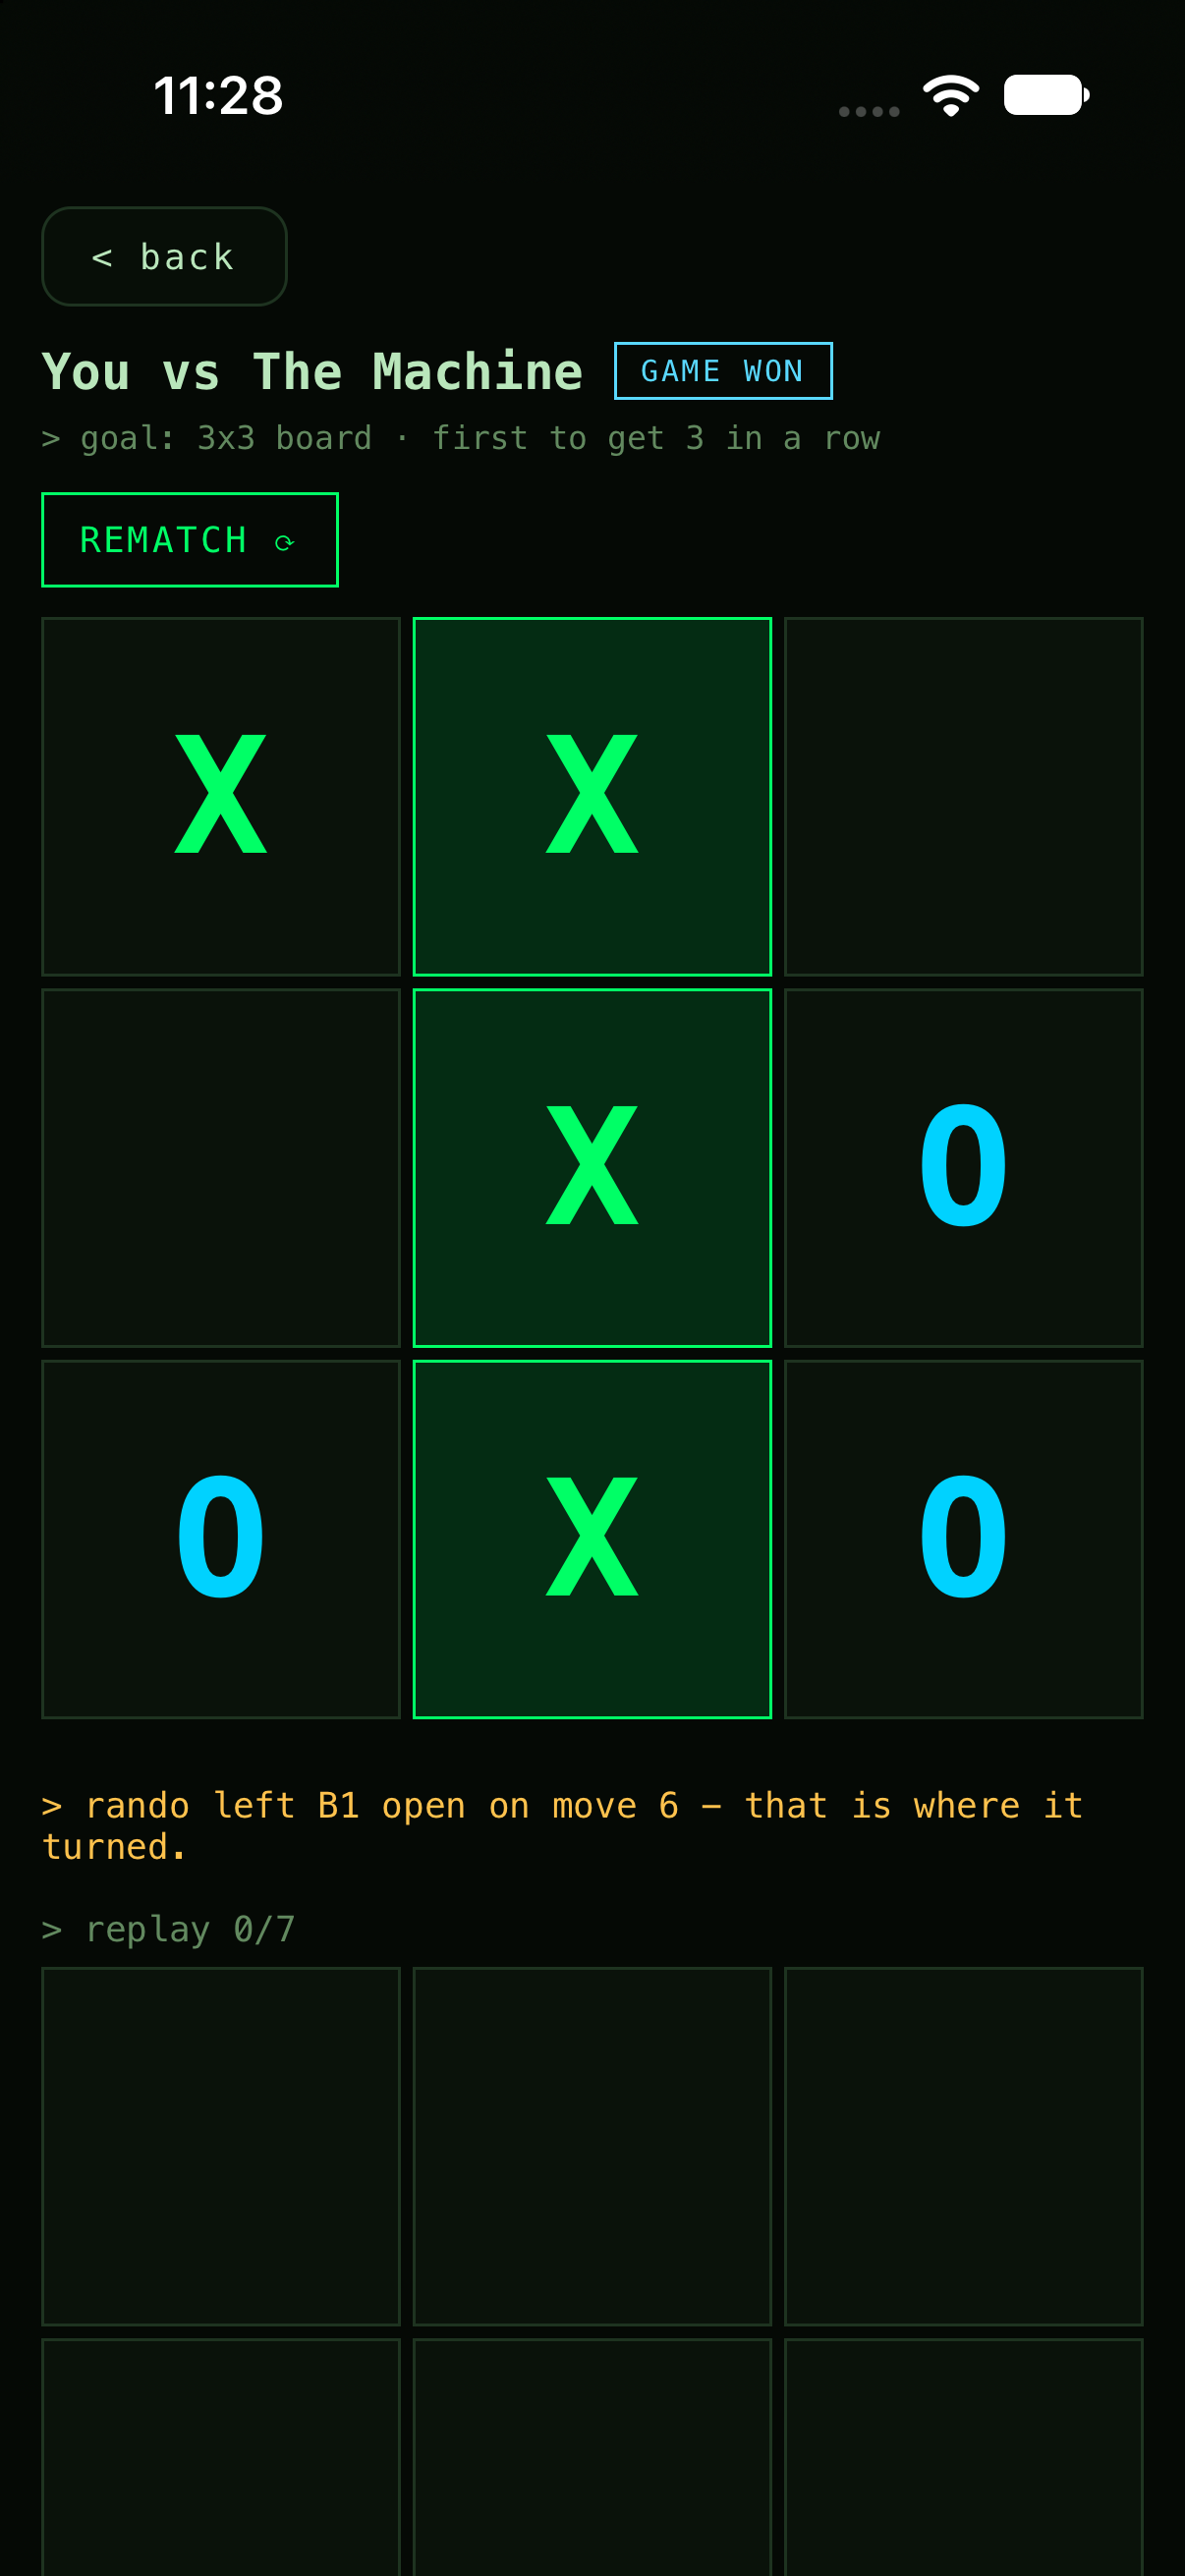 11:28
< back
You vs The Machine GAME WON
> goal: 3x3 board · first to get 3 in a row
REMATCH ⟳
X X
X O
O X O
> rando left B1 open on move 6 — that is where it
turned.
> replay 0/7